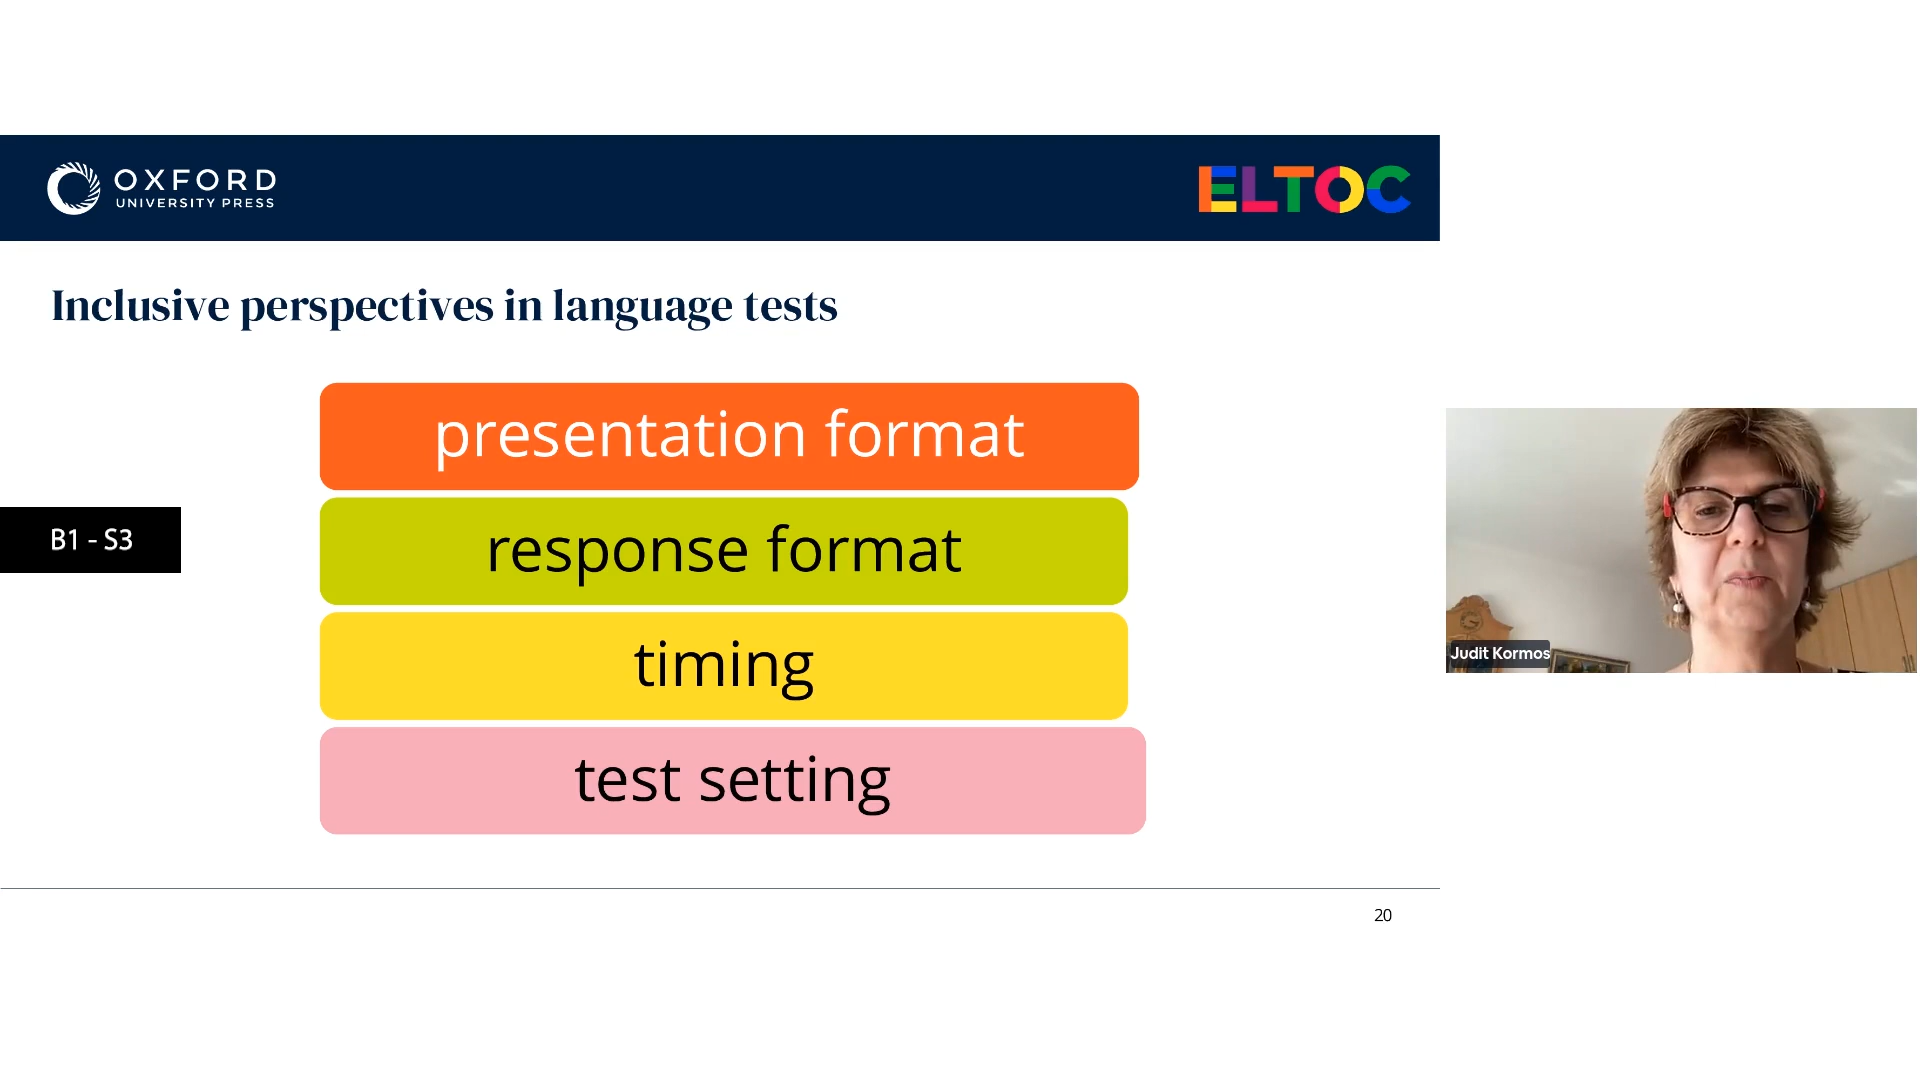 OXFORD
UNIVERSITY PRESS
ELTOC
Inclusive perspectives in language tests
presentation format
response format
B1 - S3
timing
test setting
Judit Kormos
20